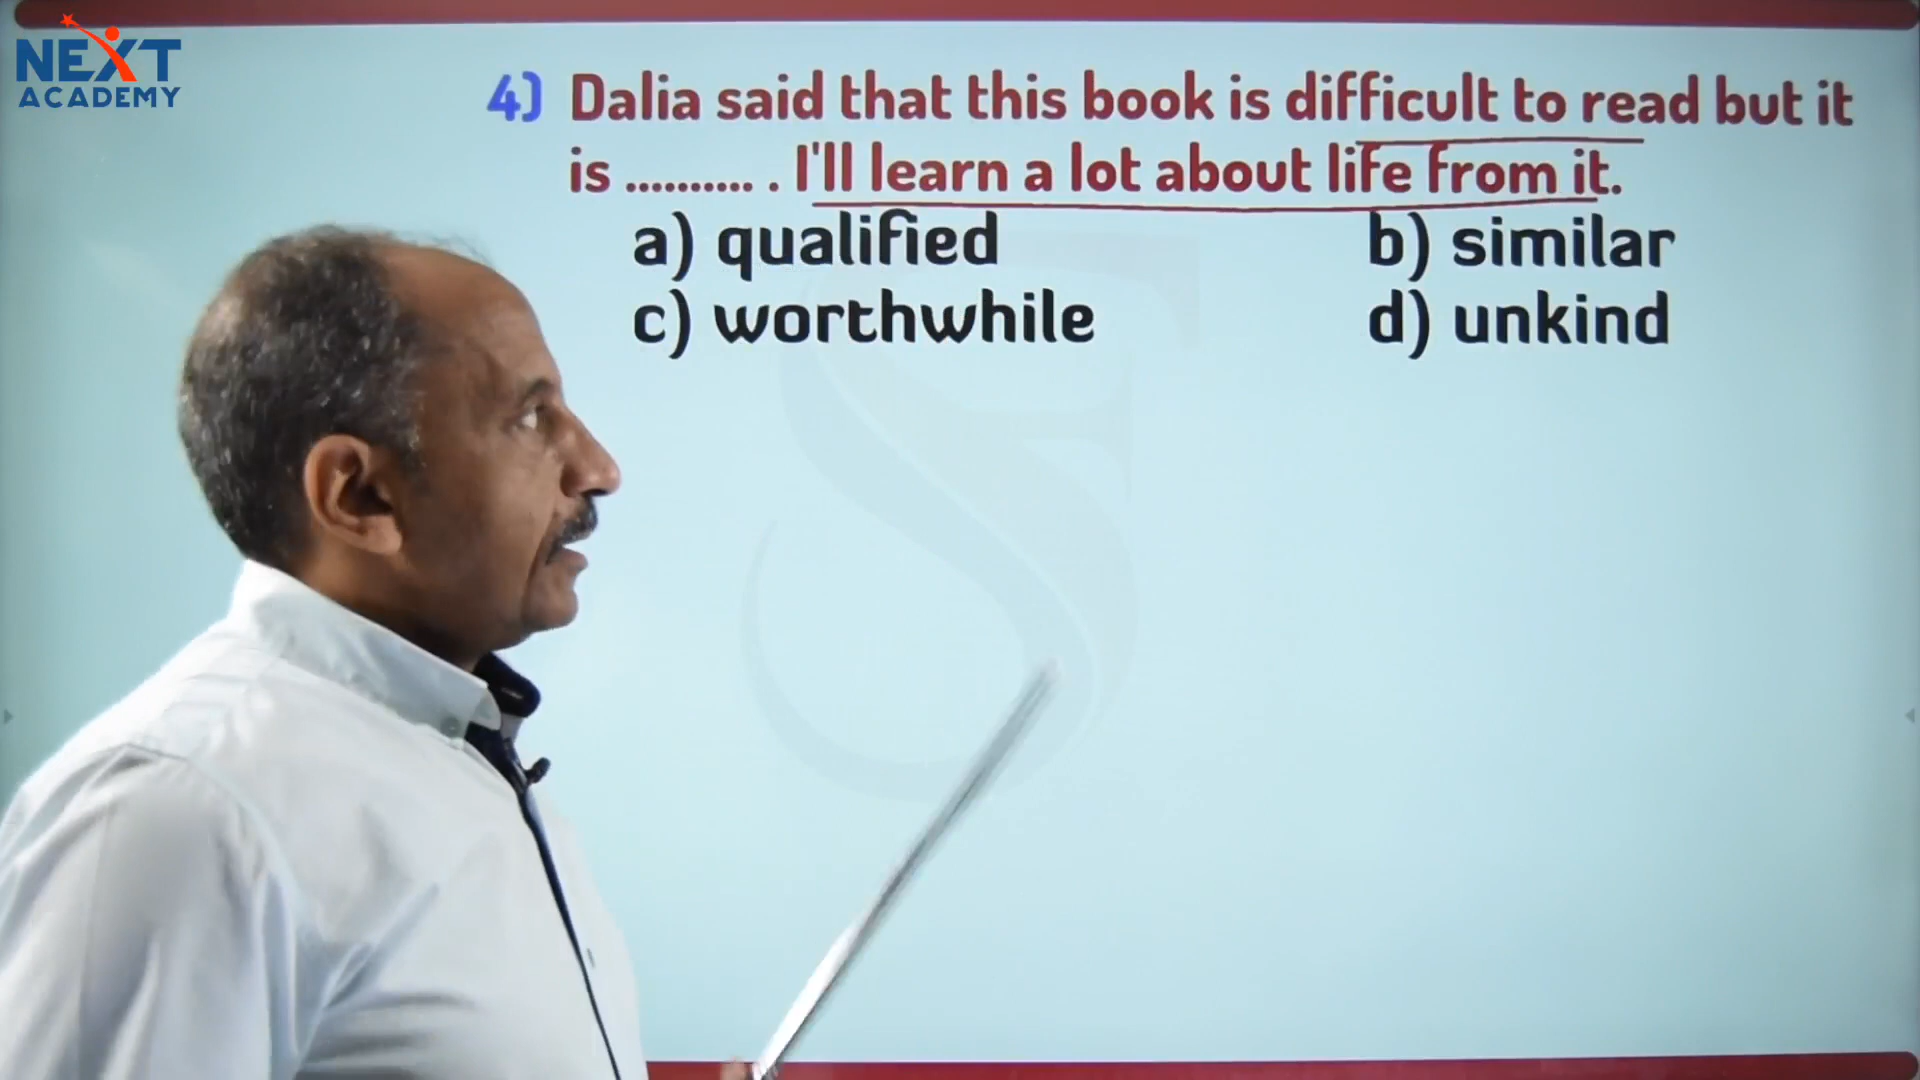 NEXT
ACADEMY
4) Dalia said that this book is difficult to read but it
is .......... . I'll learn a lot about life from it.
a) qualified
b) similar
c) worthwhile
d) unkind